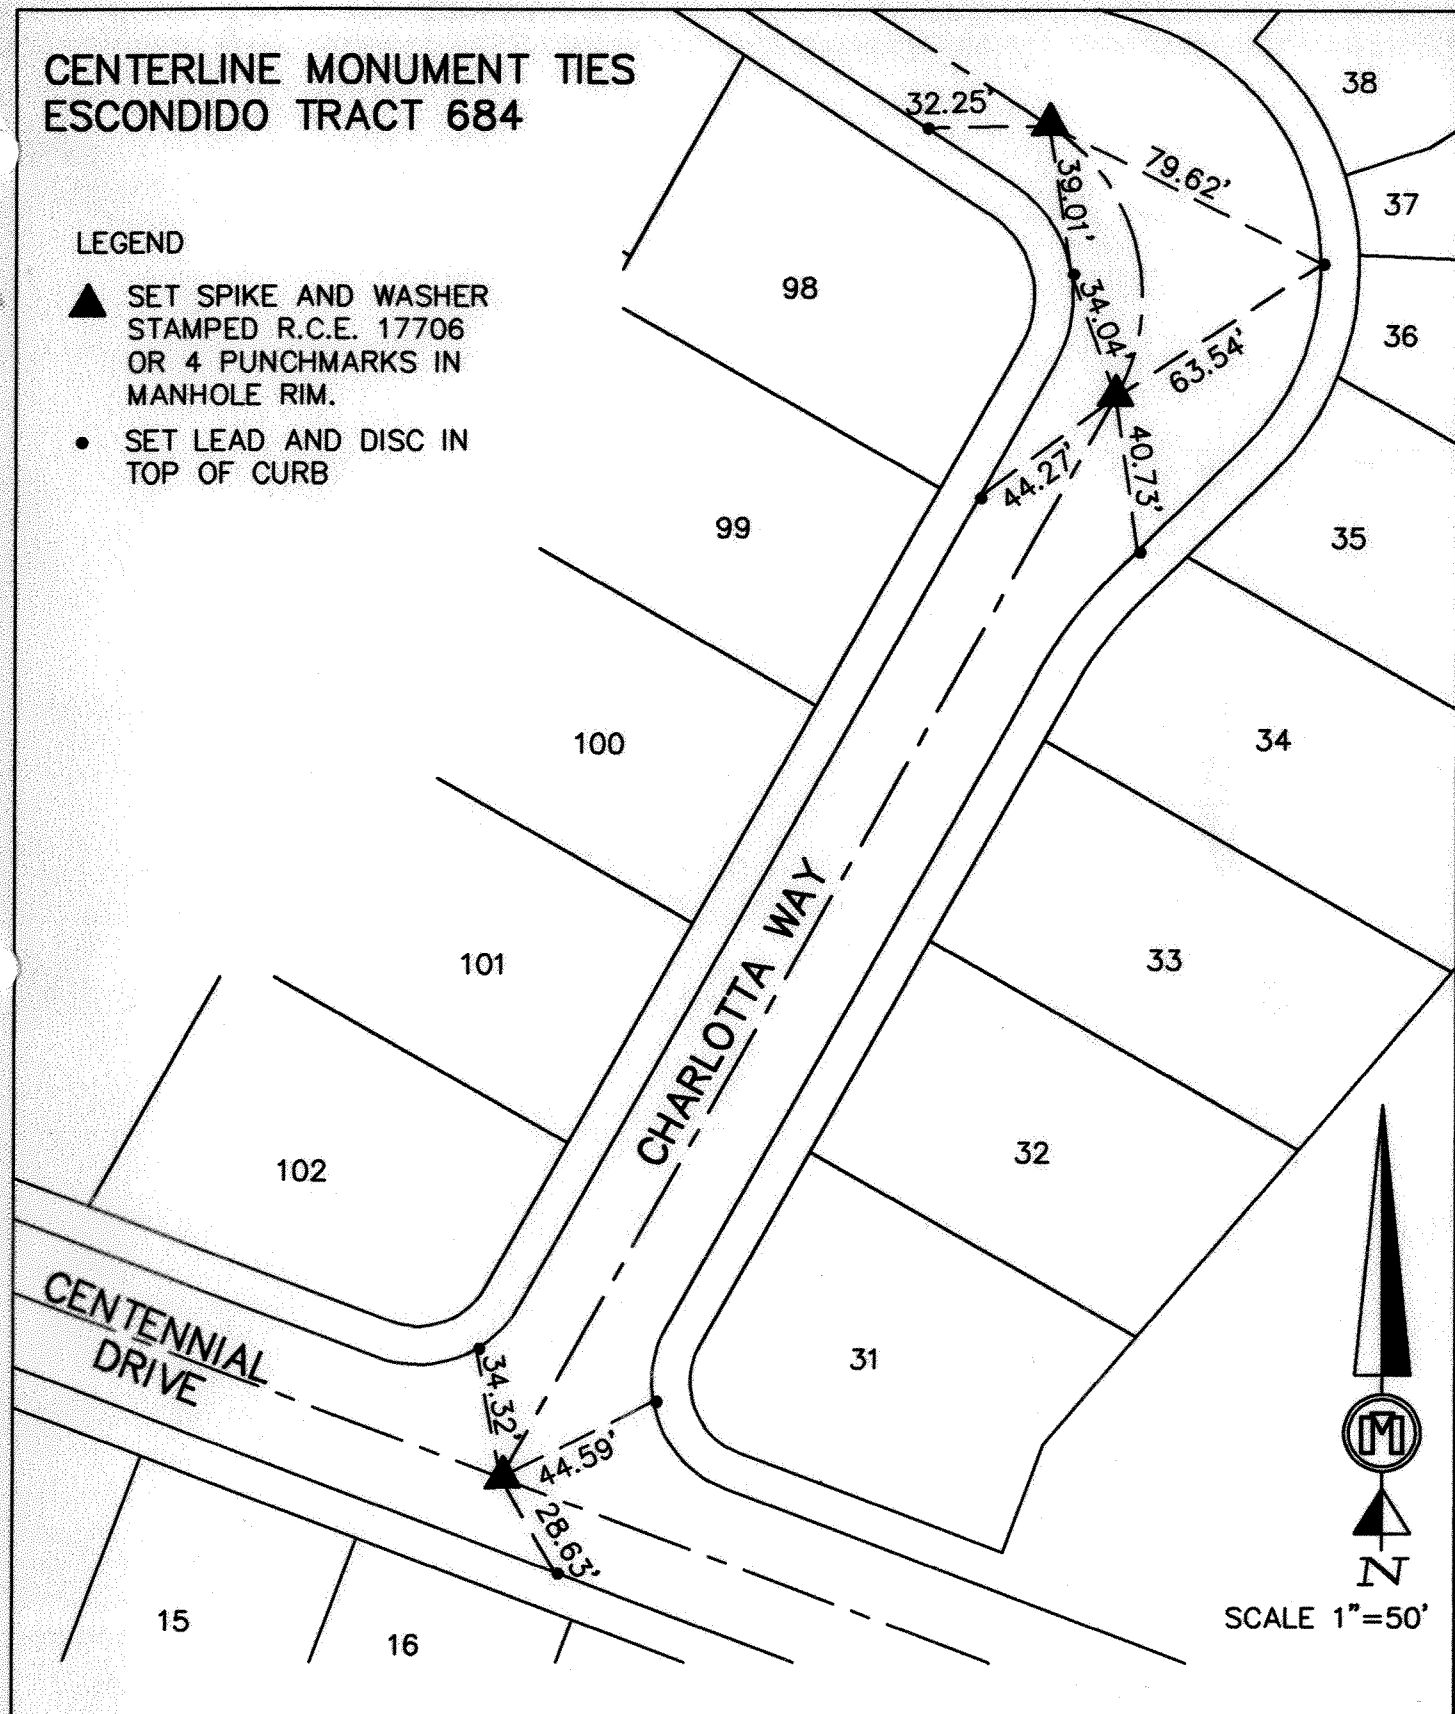 CENTERLINE MONUMENT TIES
ESCONDIDO TRACT 684
LEGEND
SET SPIKE AND WASHER
STAMPED R.C.E. 17706
OR 4 PUNCHMARKS IN
MANHOLE RIM.
SET LEAD AND DISC IN
TOP OF CURB
32.25'
39.01'
79.62'
34.04'
63.54'
44.27'
40.73'
38
37
36
35
34
33
32
31
98
99
100
101
102
CHARLOTTA WAY
CENTENNIAL
DRIVE
34.32'
44.59'
28.63'
15
16
M
N
SCALE 1"=50'